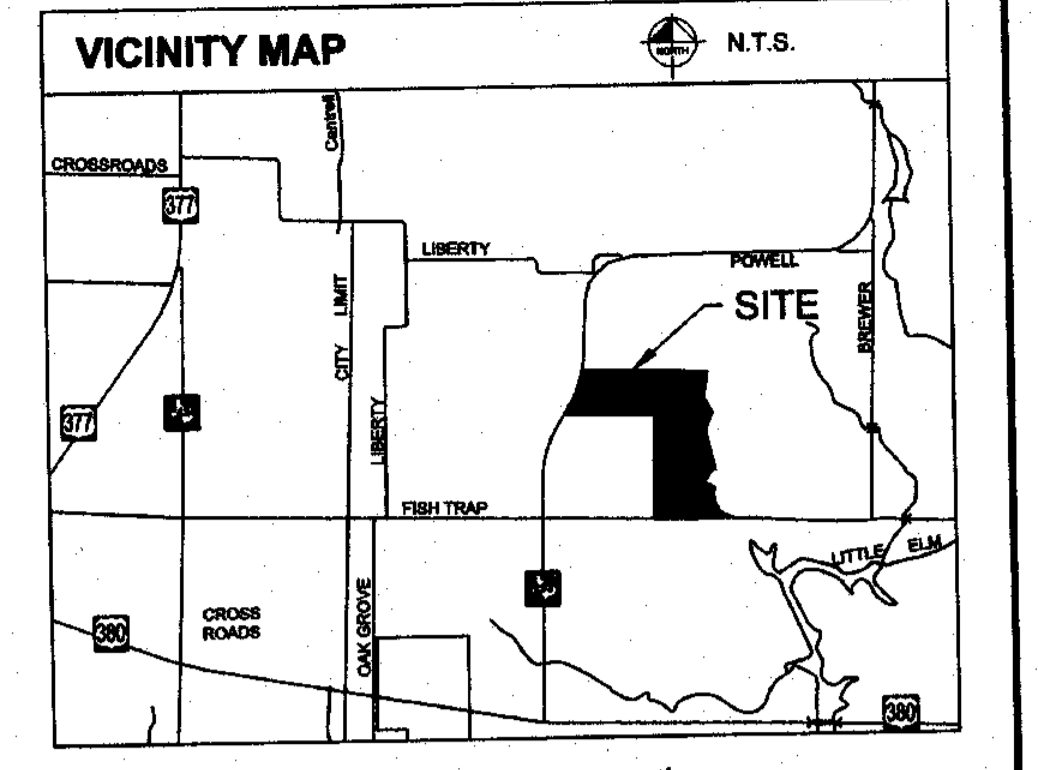 VICINITY MAP
NORTH
N.T.S.
Cantrell
CROSSROADS
377
LIBERTY
POWELL
CITY LIMIT
SITE
BREWER
377
LIBERTY
FISH TRAP
LITTLE ELM
OAK GROVE
CROSS
ROADS
380
380